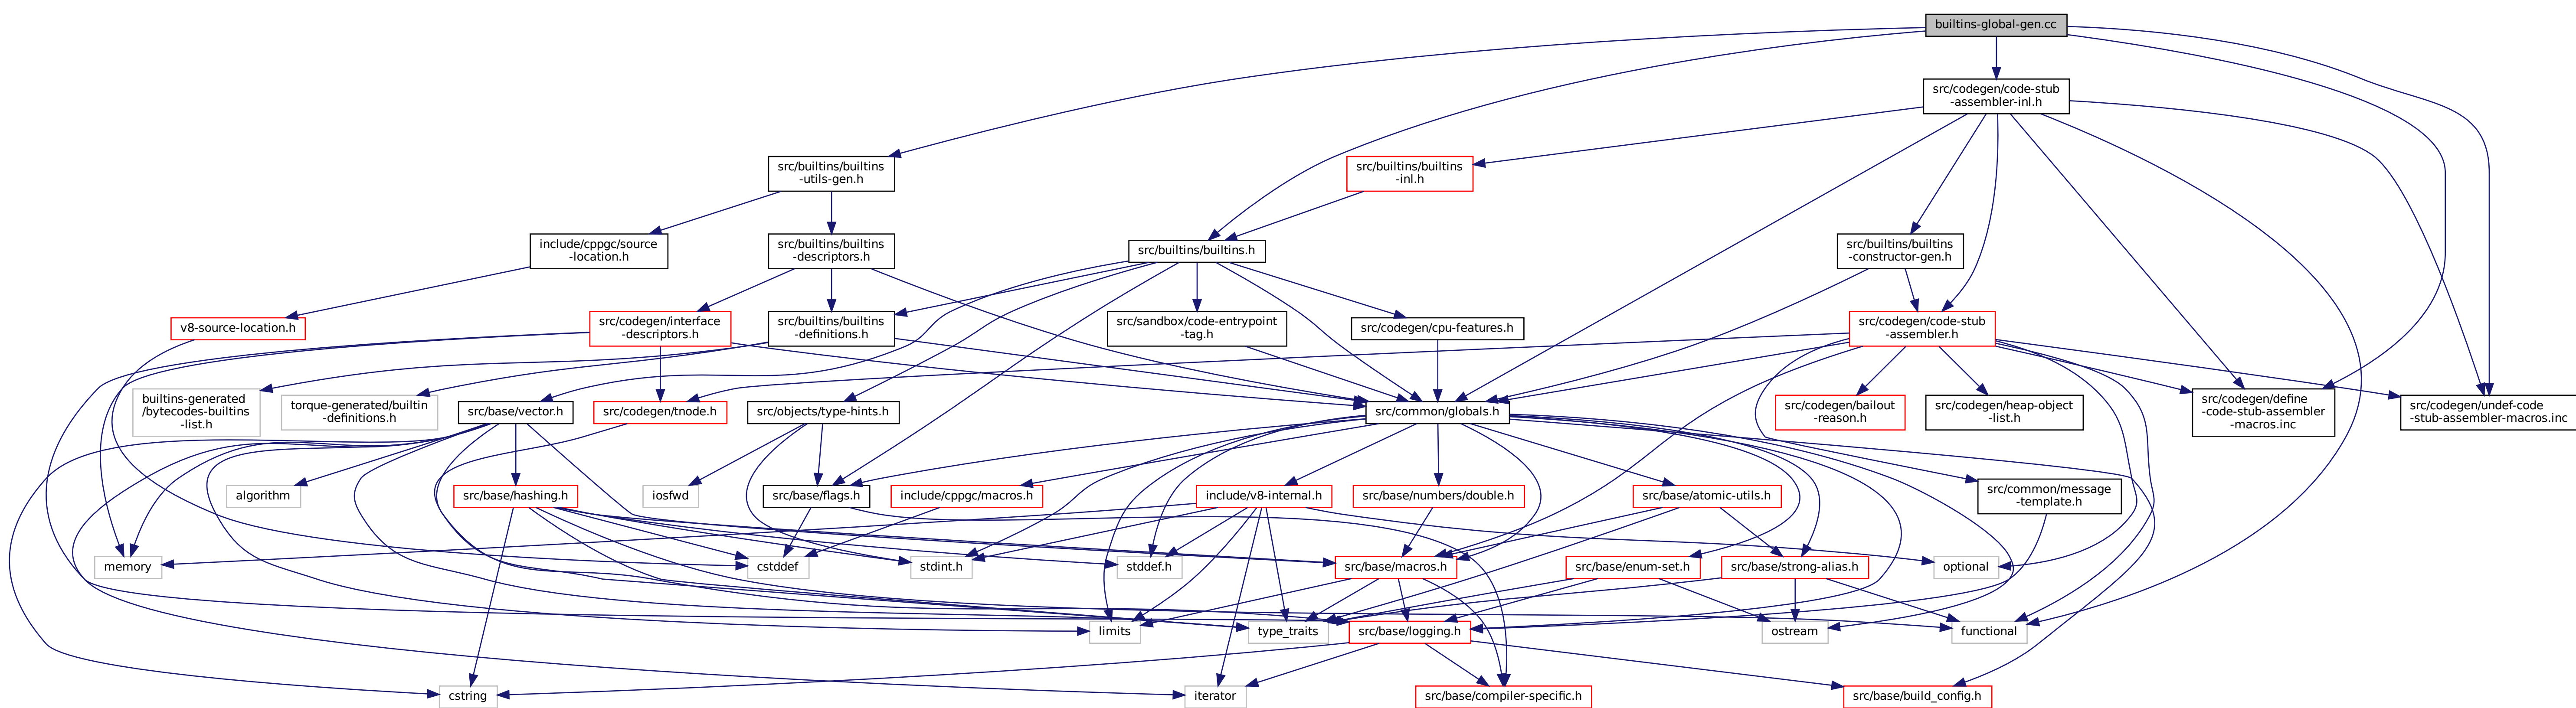 builtins-global-gen.cc
src/codegen/code-stub
-assembler-inl.h
src/builtins/builtins
-utils-gen.h
src/builtins/builtins
-inl.h
include/cppgc/source
-location.h
src/builtins/builtins
-descriptors.h
src/builtins/builtins.h
src/builtins/builtins
-constructor-gen.h
v8-source-location.h
src/codegen/interface
-descriptors.h
src/builtins/builtins
-definitions.h
src/sandbox/code-entrypoint
-tag.h
src/codegen/cpu-features.h
src/codegen/code-stub
-assembler.h
builtins-generated
/bytecodes-builtins
-list.h
torque-generated/builtin
-definitions.h
src/base/vector.h
src/codegen/tnode.h
src/objects/type-hints.h
src/common/globals.h
src/codegen/bailout
-reason.h
src/codegen/heap-object
-list.h
src/codegen/define
-code-stub-assembler
-macros.inc
src/codegen/undef-code
-stub-assembler-macros.inc
algorithm
src/base/hashing.h
iosfwd
src/base/flags.h
include/cppgc/macros.h
include/v8-internal.h
src/base/numbers/double.h
src/base/atomic-utils.h
src/common/message
-template.h
memory
cstddef
stdint.h
stddef.h
src/base/macros.h
src/base/enum-set.h
src/base/strong-alias.h
optional
limits
type_traits
src/base/logging.h
ostream
functional
cstring
iterator
src/base/compiler-specific.h
src/base/build_config.h